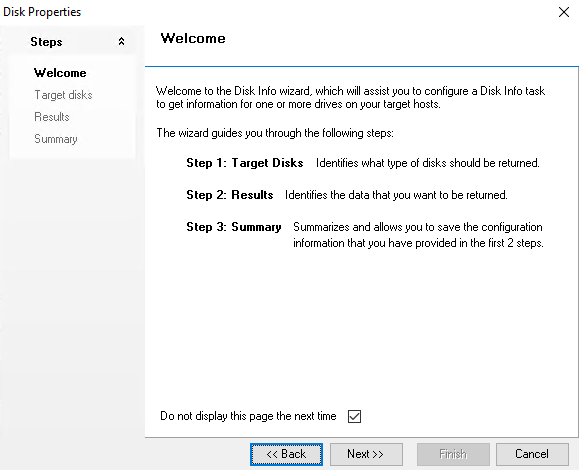 Disk Properties
Steps
Welcome
Target disks
Results
Summary
Welcome
Welcome to the Disk Info wizard, which will assist you to configure a Disk Info task
to get information for one or more drives on your target hosts.
The wizard guides you through the following steps:
Step 1: Target Disks Identifies what type of disks should be returned.
Step 2: Results Identifies the data that you want to be returned.
Step 3: Summary Summarizes and allows you to save the configuration
information that you have provided in the first 2 steps.
Do not display this page the next time
<< Back Next >> Finish Cancel